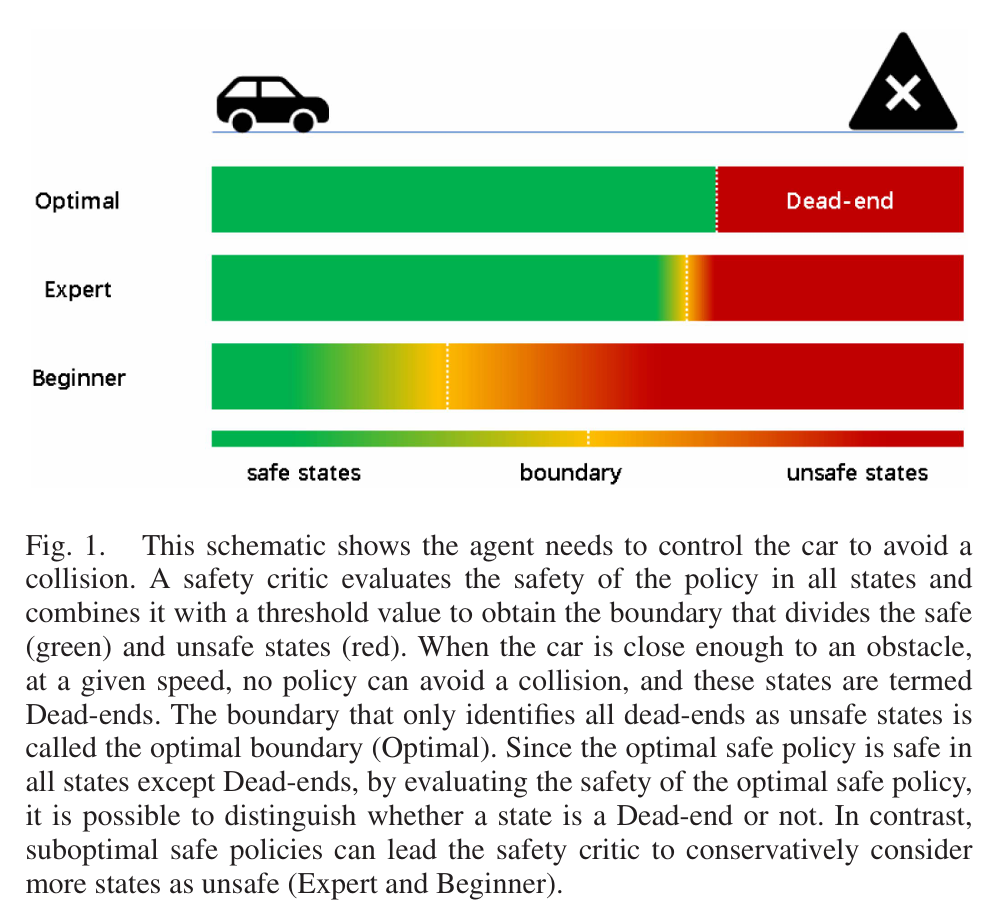 Optimal
Dead-end
Expert
Beginner
safe states
boundary
unsafe states
Fig. 1. This schematic shows the agent needs to control the car to avoid a
collision. A safety critic evaluates the safety of the policy in all states and
combines it with a threshold value to obtain the boundary that divides the safe
(green) and unsafe states (red). When the car is close enough to an obstacle,
at a given speed, no policy can avoid a collision, and these states are termed
Dead-ends. The boundary that only identifies all dead-ends as unsafe states is
called the optimal boundary (Optimal). Since the optimal safe policy is safe in
all states except Dead-ends, by evaluating the safety of the optimal safe policy,
it is possible to distinguish whether a state is a Dead-end or not. In contrast,
suboptimal safe policies can lead the safety critic to conservatively consider
more states as unsafe (Expert and Beginner).